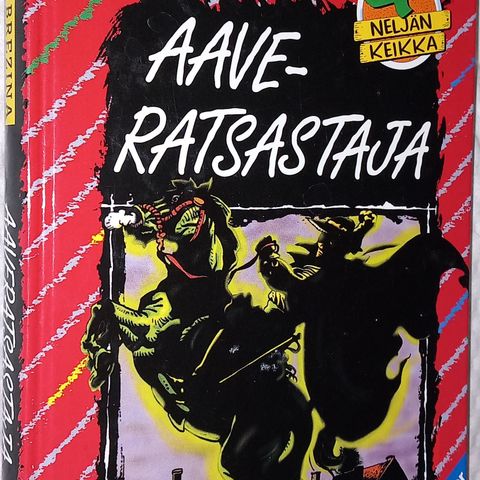 NELJÄN
KEIKKA
AAVE-
RATSASTAJA
BREZINA
AAVERATSASTAJA